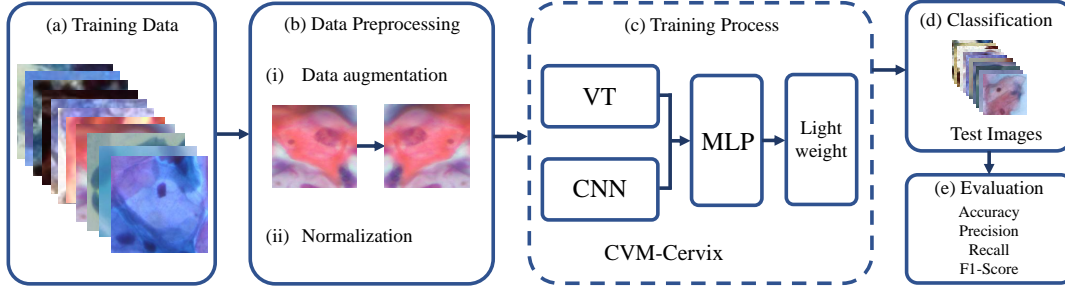 (a) Training Data
(b) Data Preprocessing
(i) Data augmentation
(ii) Normalization
(c) Training Process
VT
CNN
MLP
Light
weight
CVM-Cervix
(d) Classification
Test Images
(e) Evaluation
Accuracy
Precision
Recall
F1-Score